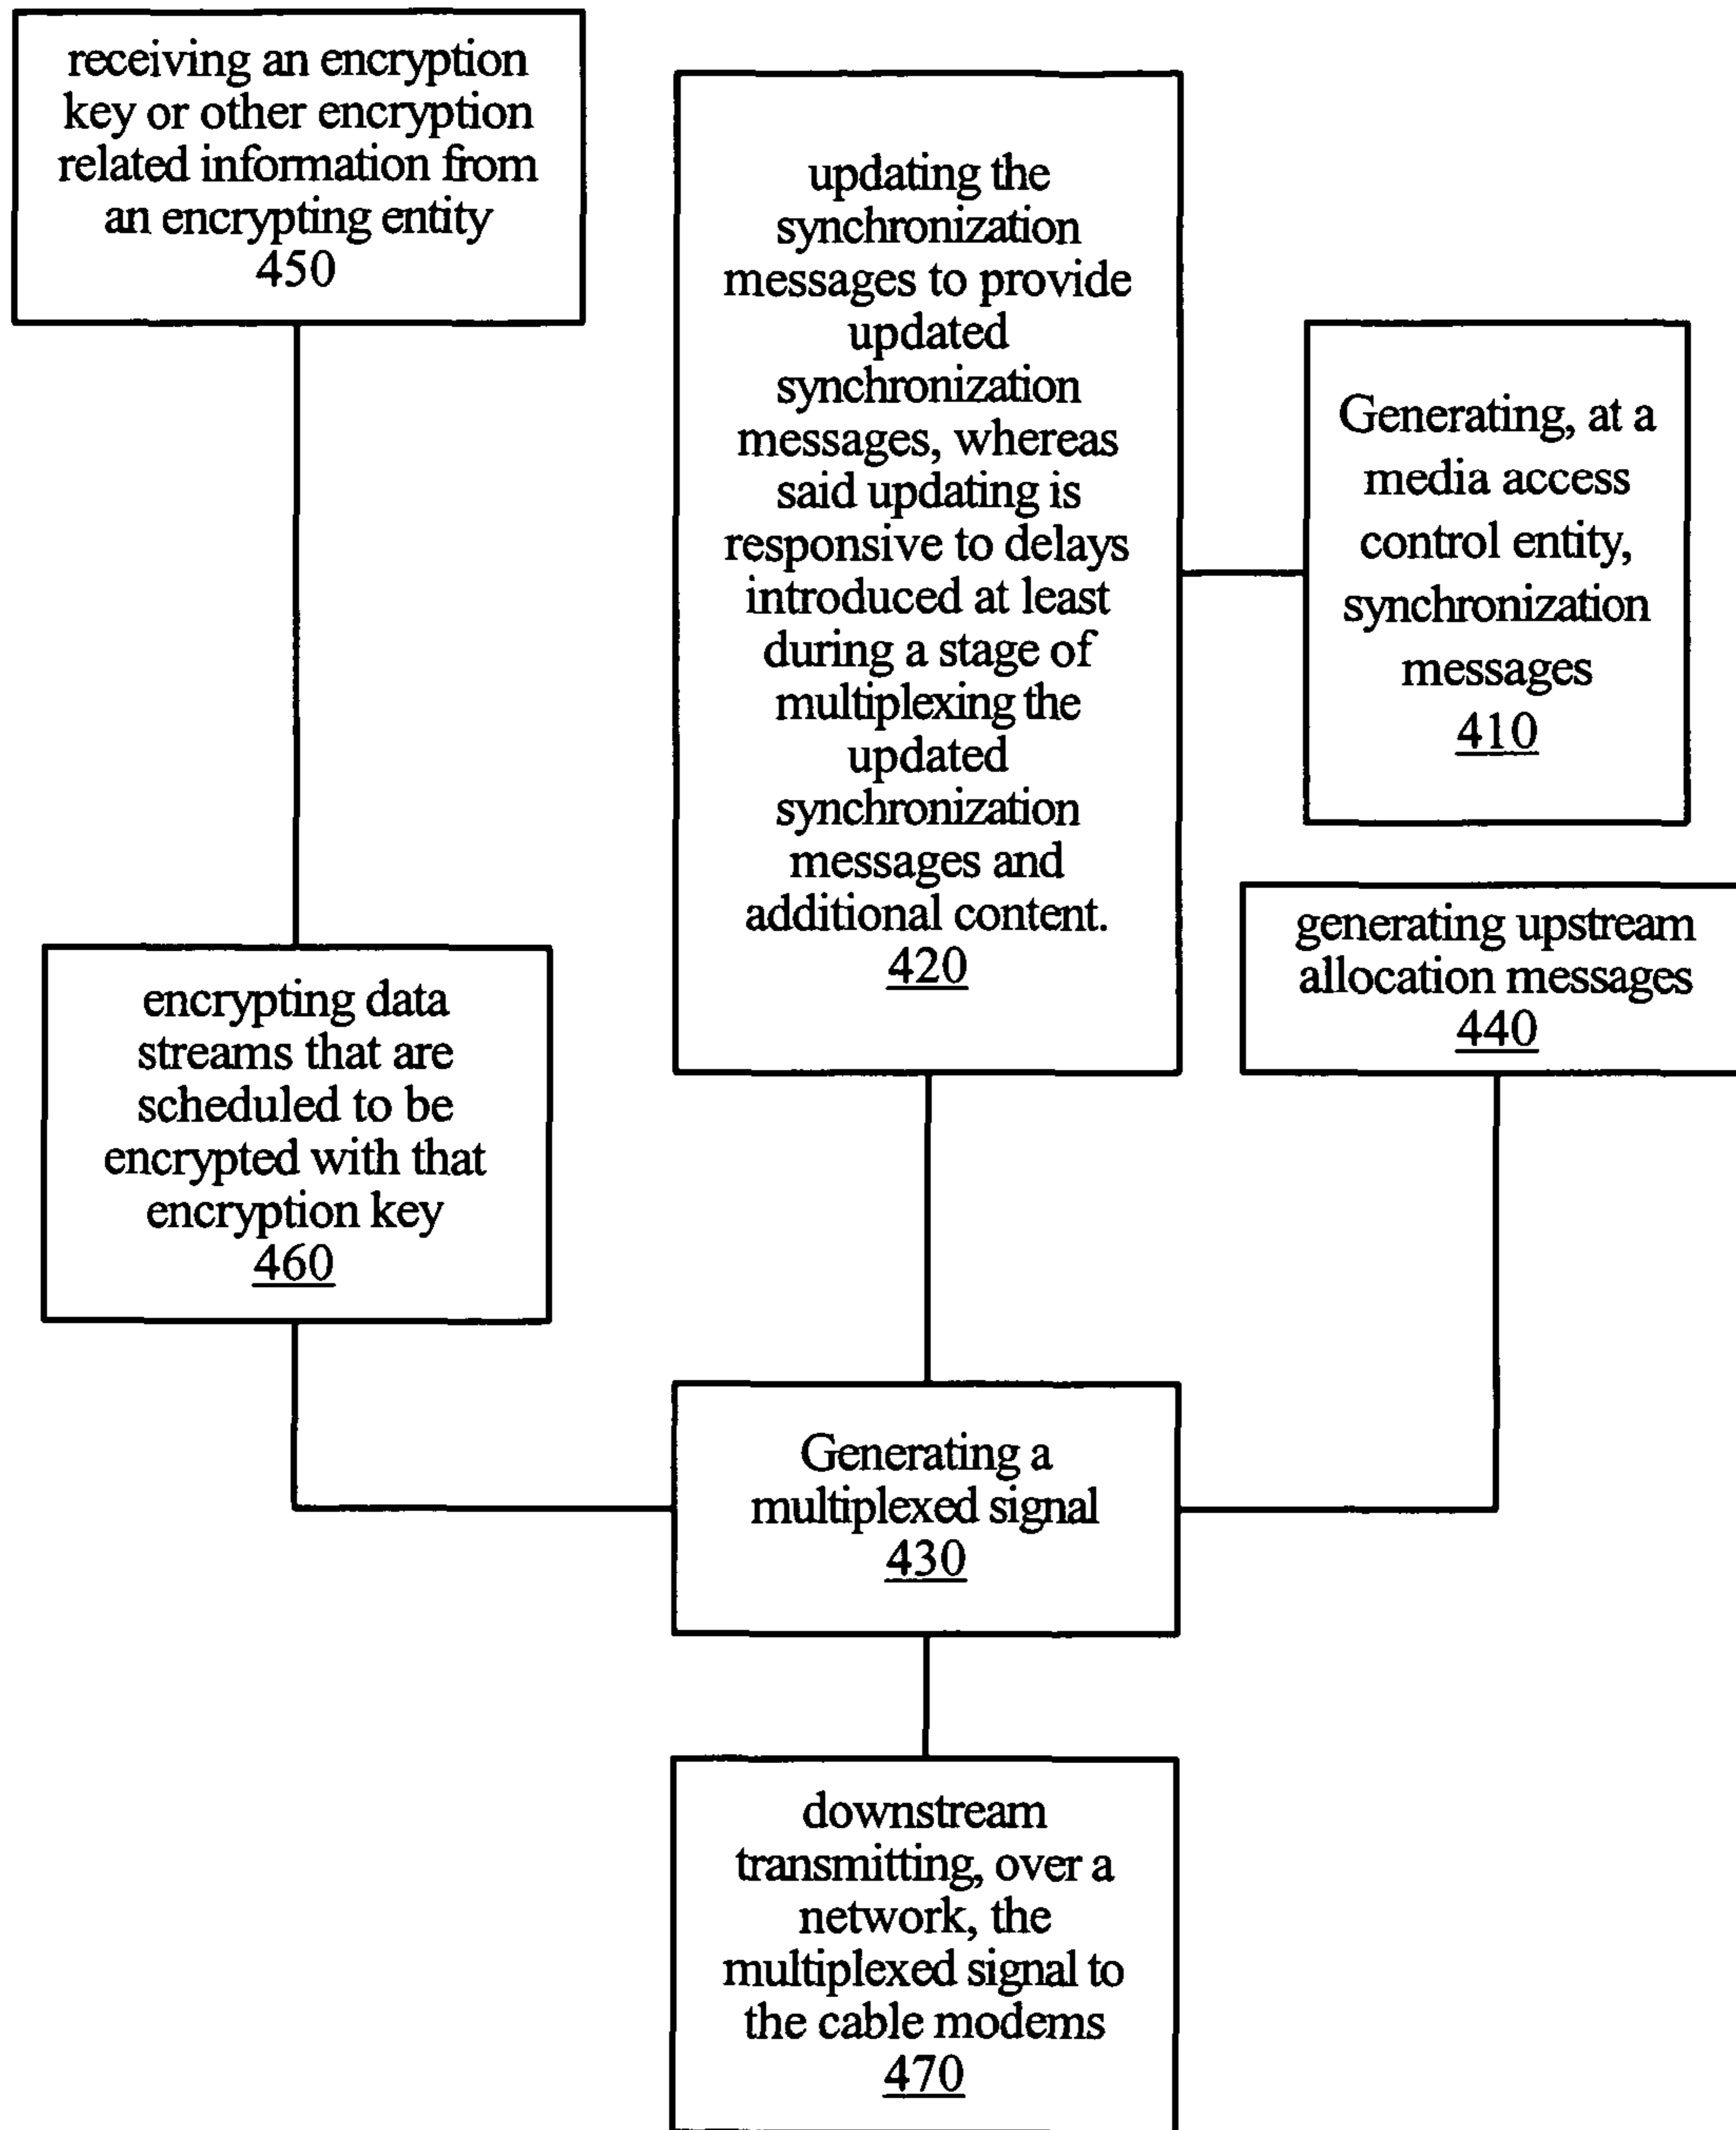 receiving an encryption
key or other encryption
related information from
an encrypting entity
450
updating the
synchronization
messages to provide
updated
synchronization
messages, whereas
said updating is
responsive to delays
introduced at least
during a stage of
multiplexing the
updated
synchronization
messages and
additional content.
420
Generating, at a
media access
control entity,
synchronization
messages
410
generating upstream
allocation messages
440
encrypting data
streams that are
scheduled to be
encrypted with that
encryption key
460
Generating a
multiplexed signal
430
downstream
transmitting, over a
network, the
multiplexed signal to
the cable modems
470